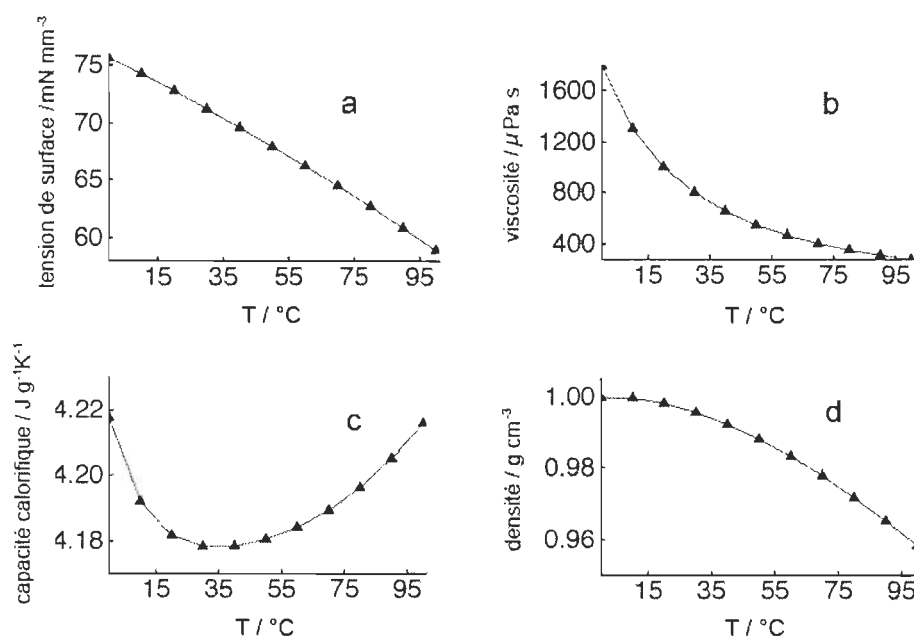 tension de surface /mN mm⁻³
75
70
65
60
a
15 35 55 75 95
T / °C
viscosité / µPa s
1600
1200
800
400
b
15 35 55 75 95
T / °C
capacité calorifique / J g⁻¹K⁻¹
4.22
4.20
4.18
c
15 35 55 75 95
T / °C
densité / g cm⁻³
1.00
0.98
0.96
d
15 35 55 75 95
T / °C